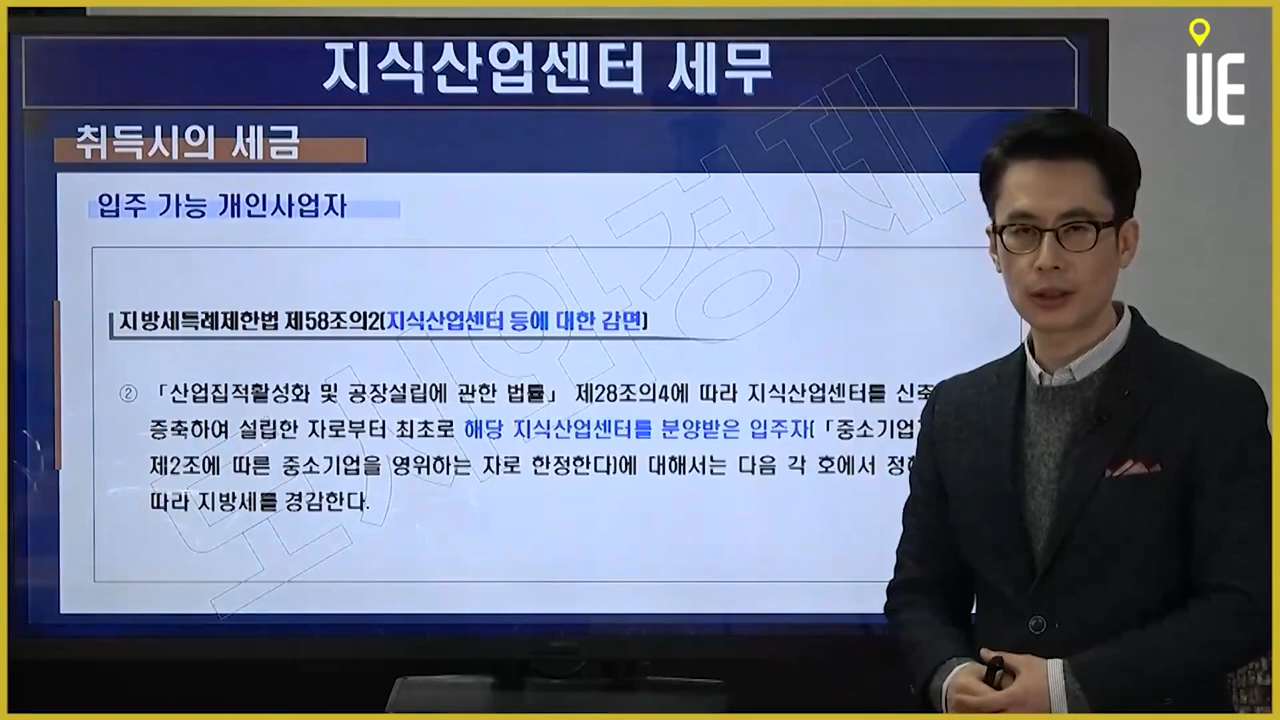 지식산업센터 세무
UE
취득시의 세금
입주 가능 개인사업자
지방세특례제한법 제58조의2(지식산업센터 등에 대한 감면)
② 「산업집적활성화 및 공장설립에 관한 법률」 제28조의4에 따라 지식산업센터를 신축
증축하여 설립한 자로부터 최초로 해당 지식산업센터를 분양받은 입주자(「중소기업
제2조에 따른 중소기업을 영위하는 자로 한정한다)에 대해서는 다음 각 호에서
따라 지방세를 경감한다.
도시와경제